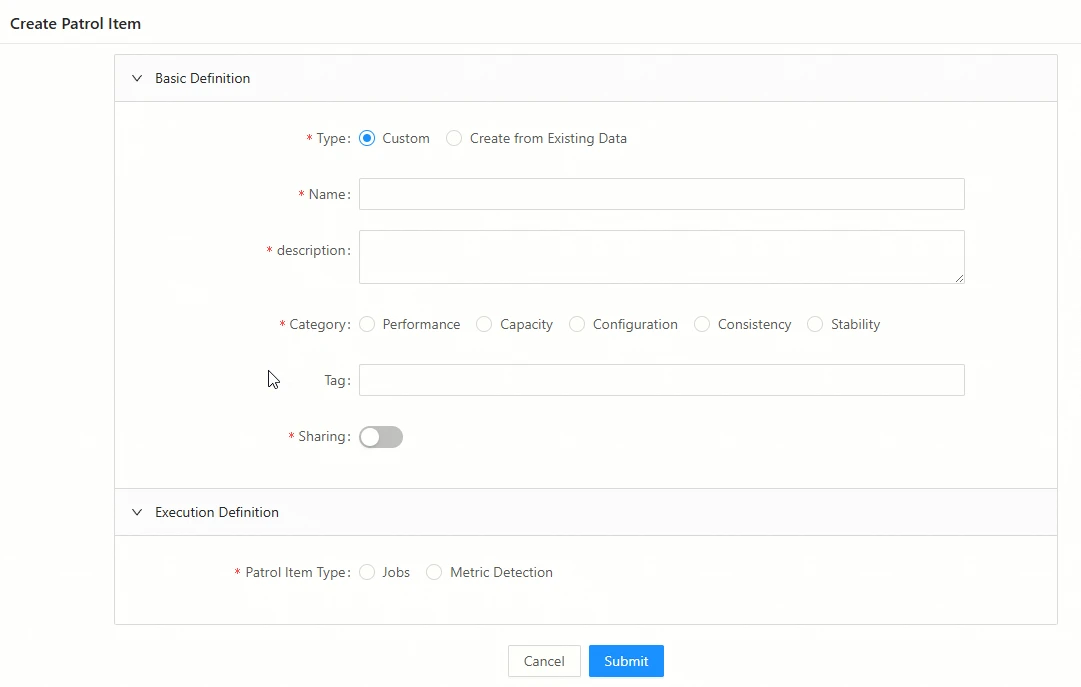 Create Patrol Item
Basic Definition
* Type: Custom Create from Existing Data
* Name:
* description:
* Category: Performance Capacity Configuration Consistency Stability
Tag:
* Sharing:
Execution Definition
* Patrol Item Type: Jobs Metric Detection
Cancel Submit